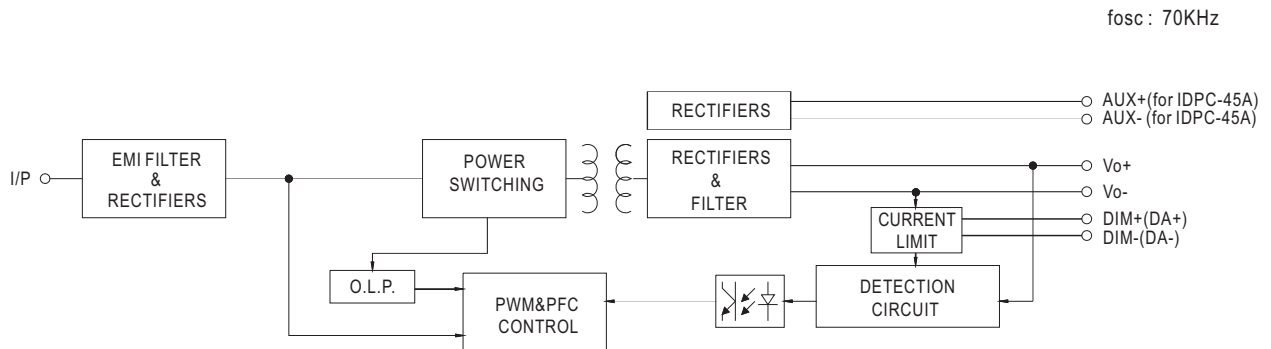 fosc : 70KHz
RECTIFIERS
AUX+(for IDPC-45A)
AUX- (for IDPC-45A)
I/P
EMI FILTER
&
RECTIFIERS
POWER
SWITCHING
RECTIFIERS
&
FILTER
Vo+
Vo-
CURRENT
LIMIT
DIM+(DA+)
DIM-(DA-)
O.L.P.
PWM&PFC
CONTROL
DETECTION
CIRCUIT